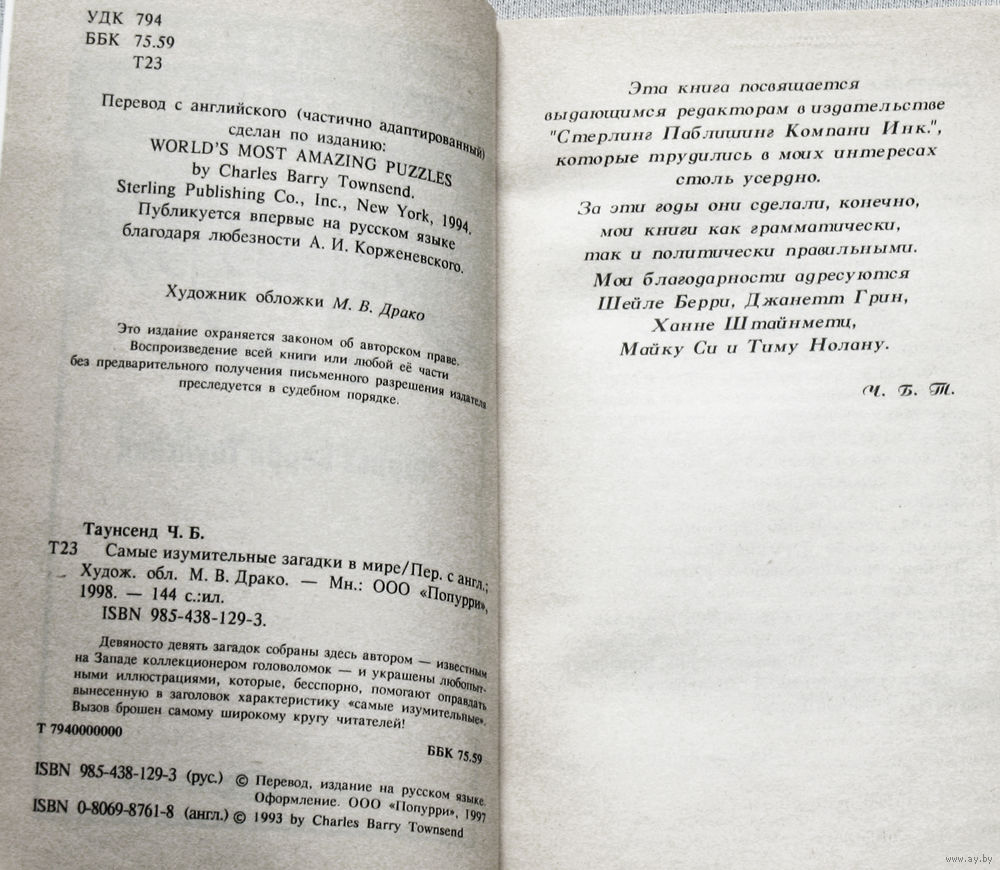 УДК 794
ББК 75.59
Т23
Перевод с английского (частично адаптированный)
сделан по изданию:
WORLD'S MOST AMAZING PUZZLES
by Charles Barry Townsend.
Sterling Publishing Co., Inc., New York, 1994.
Публикуется впервые на русском языке
благодаря любезности А. И. Корженевского.
Художник обложки М. В. Драко
Это издание охраняется законом об авторском праве.
Воспроизведение всей книги или любой её части
без предварительного получения письменного разрешения издателя
преследуется в судебном порядке.
Таунсенд Ч. Б.
Т23 Самые изумительные загадки в мире/Пер. с англ.;
Худож. обл. М. В. Драко. — Мн.: ООО «Попурри»,
1998. — 144 с.:ил.
ISBN 985-438-129-3.
Девяносто девять загадок собраны здесь автором — известным
на Западе коллекционером головоломок — и украшены любопыт-
ными иллюстрациями, которые, бесспорно, помогают оправдать
вынесенную в заголовок характеристику «самые изумительные».
Вызов брошен самому широкому кругу читателей!
Т 7940000000
ББК 75.59
ISBN 985-438-129-3 (рус.) © Перевод, издание на русском языке.
Оформление. ООО «Попурри», 1997
ISBN 0-8069-8761-8 (англ.) © 1993 by Charles Barry Townsend
Эта книга посвящается
выдающимся редакторам в издательстве
"Стерлинг Паблишинг Компани Инк.",
которые трудились в моих интересах
столь усердно.
За эти годы они сделали, конечно,
мои книги как грамматически,
так и политически правильными.
Мои благодарности адресуются
Шейле Берри, Джанетт Грин,
Ханне Штайнметц,
Майку Си и Тиму Нолану.
Ч. Б. Т.
www.ay.by